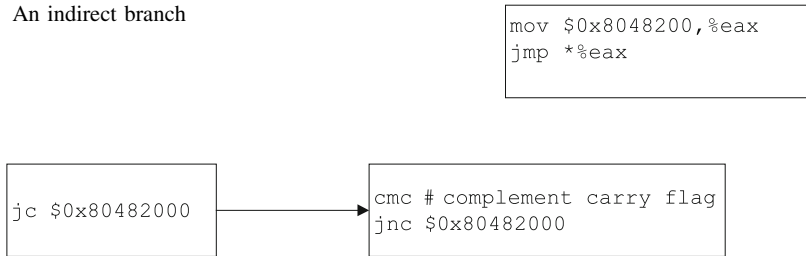 An indirect branch
mov $0x8048200,%eax
jmp *%eax
jc $0x80482000
cmc # complement carry flag
jnc $0x80482000